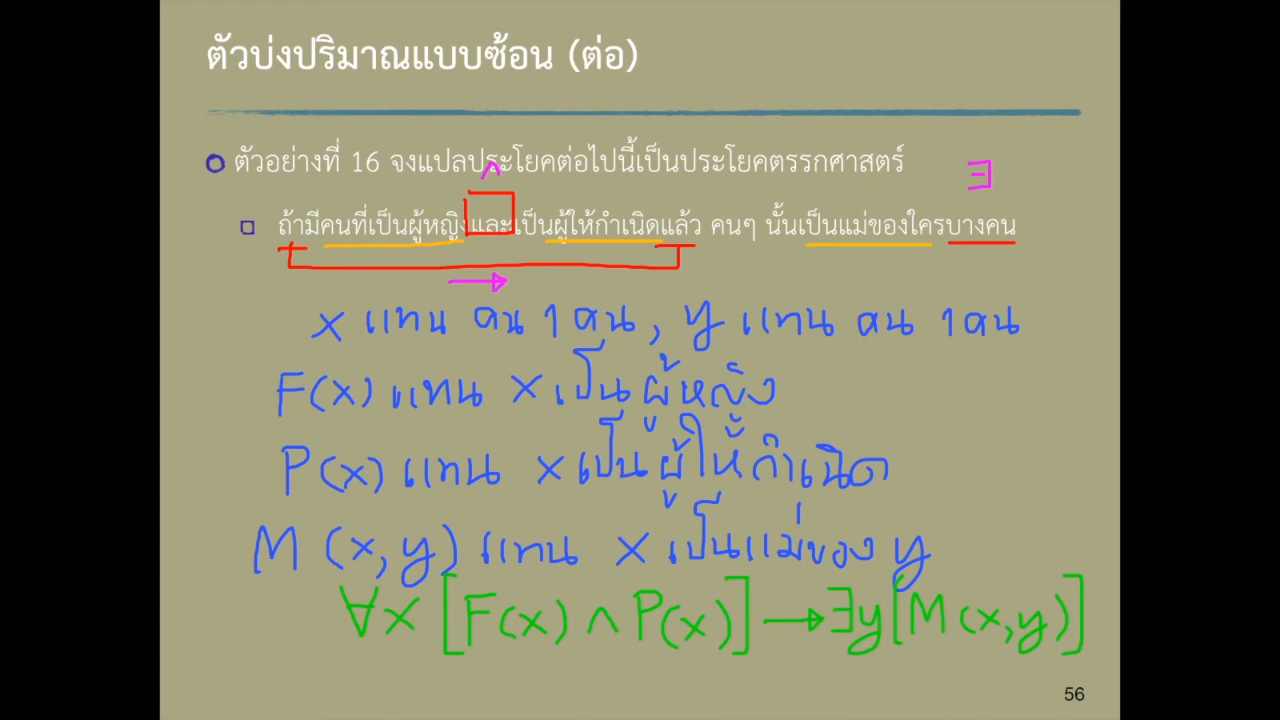 ตัวบ่งปริมาณแบบซ้อน (ต่อ)
ตัวอย่างที่ 16 จงแปลประโยคต่อไปนี้เป็นประโยคตรรกศาสตร์
∧ ∃
ถ้ามีคนที่เป็นผู้หญิงและเป็นผู้ให้กำเนิดแล้ว คนๆ นั้นเป็นแม่ของใครบางคน
→
x แทน คน 1 คน, y แทน คน 1 คน
F(x) แทน x เป็นผู้หญิง
P(x) แทน x เป็นผู้ให้กำเนิด
M (x,y) แทน x เป็นแม่ของ y
∀x [F(x) ∧ P(x)] → ∃y[M(x,y)]
56